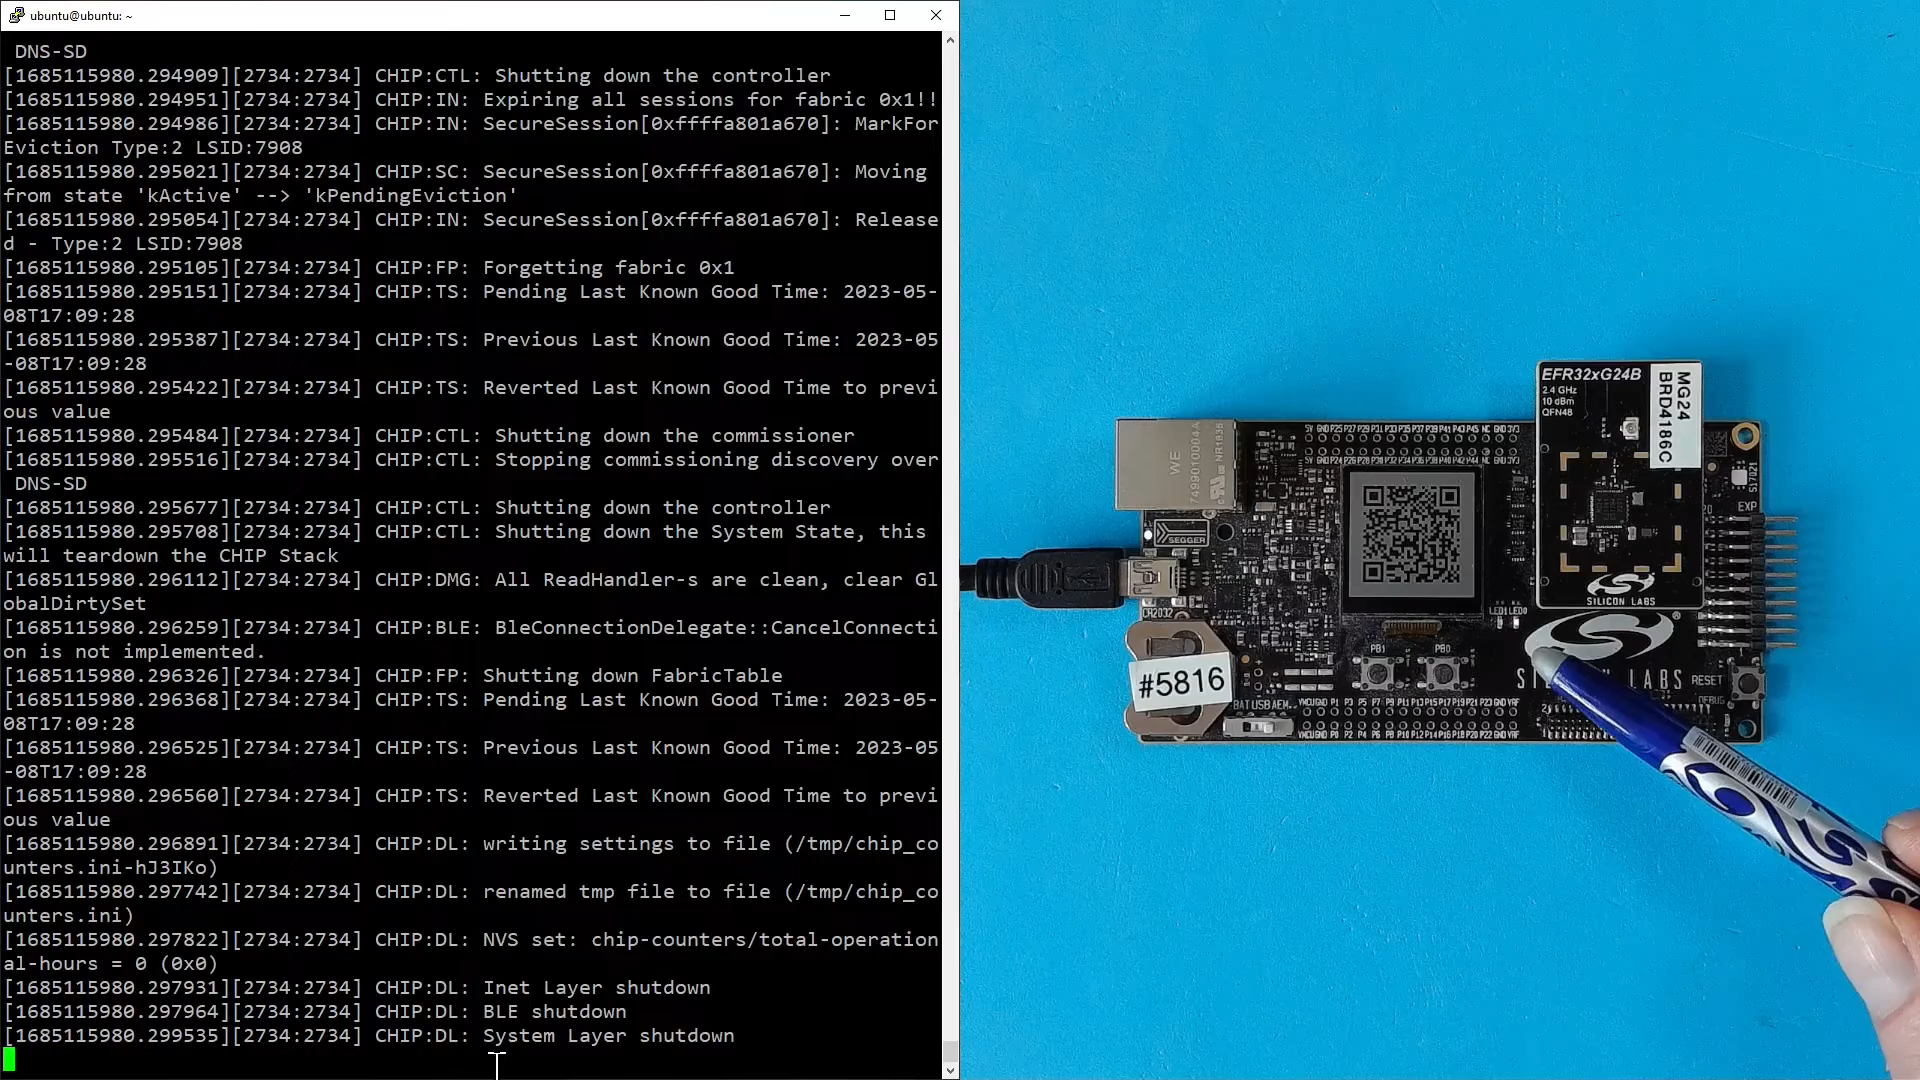 ubuntu@ubuntu: ~
DNS-SD
[1685115980.294909][2734:2734] CHIP:CTL: Shutting down the controller
[1685115980.294951][2734:2734] CHIP:IN: Expiring all sessions for fabric 0x1!!
[1685115980.294986][2734:2734] CHIP:IN: SecureSession[0xffffa801a670]: MarkFor
Eviction Type:2 LSID:7908
[1685115980.295021][2734:2734] CHIP:SC: SecureSession[0xffffa801a670]: Moving
from state 'kActive' --> 'kPendingEviction'
[1685115980.295054][2734:2734] CHIP:IN: SecureSession[0xffffa801a670]: Release
d - Type:2 LSID:7908
[1685115980.295105][2734:2734] CHIP:FP: Forgetting fabric 0x1
[1685115980.295151][2734:2734] CHIP:TS: Pending Last Known Good Time: 2023-05-
08T17:09:28
[1685115980.295387][2734:2734] CHIP:TS: Previous Last Known Good Time: 2023-05
-08T17:09:28
[1685115980.295422][2734:2734] CHIP:TS: Reverted Last Known Good Time to previ
ous value
[1685115980.295484][2734:2734] CHIP:CTL: Shutting down the commissioner
[1685115980.295516][2734:2734] CHIP:CTL: Stopping commissioning discovery over
DNS-SD
[1685115980.295677][2734:2734] CHIP:CTL: Shutting down the controller
[1685115980.295708][2734:2734] CHIP:CTL: Shutting down the System State, this
will teardown the CHIP Stack
[1685115980.296112][2734:2734] CHIP:DMG: All ReadHandler-s are clean, clear Gl
obalDirtySet
[1685115980.296259][2734:2734] CHIP:BLE: BleConnectionDelegate::CancelConnecti
on is not implemented.
[1685115980.296326][2734:2734] CHIP:FP: Shutting down FabricTable
[1685115980.296368][2734:2734] CHIP:TS: Pending Last Known Good Time: 2023-05-
08T17:09:28
[1685115980.296525][2734:2734] CHIP:TS: Previous Last Known Good Time: 2023-05
-08T17:09:28
[1685115980.296560][2734:2734] CHIP:TS: Reverted Last Known Good Time to previ
ous value
[1685115980.296891][2734:2734] CHIP:DL: writing settings to file (/tmp/chip_co
unters.ini-hJ3IKo)
[1685115980.297742][2734:2734] CHIP:DL: renamed tmp file to file (/tmp/chip_co
unters.ini)
[1685115980.297822][2734:2734] CHIP:DL: NVS set: chip-counters/total-operation
al-hours = 0 (0x0)
[1685115980.297931][2734:2734] CHIP:DL: Inet Layer shutdown
[1685115980.297964][2734:2734] CHIP:DL: BLE shutdown
[1685115980.299535][2734:2734] CHIP:DL: System Layer shutdown
EFR32xG24B
2.4 GHz
10 dBm
QFN48
MG24
BRD4186C
SILICON LABS
WE
7499010004A
SEGGER
CR2032
#5816
BAT USB AEM
PB1
PB0
LED1 LED0
EXP
LABS
RESET
DEBUG